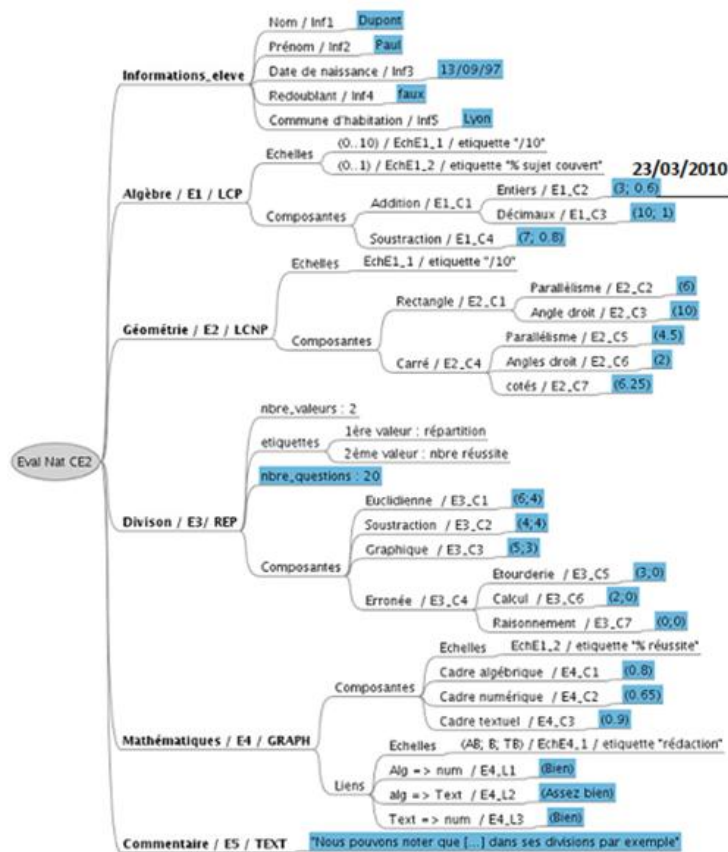 Nom / Inf1 Dupont
Prénom / Inf2 Paul
Informations_eleve
Date de naissance / Inf3 13/09/97
Redoublant / Inf4 faux
Commune d'habitation / Inf5 Lyon
Echelles
(0..10) / EchE1_1 / etiquette "/10"
(0..1) / EchE1_2 / etiquette "% sujet couvert"
23/03/2010
Algèbre / E1 / LCP
Composantes
Addition / E1_C1
Entiers / E1_C2 (3; 0.6)
Décimaux / E1_C3 (10; 1)
Soustraction / E1_C4 (7; 0.8)
Echelles EchE1_1 / etiquette "/10"
Géométrie / E2 / LCNP
Composantes
Rectangle / E2_C1
Parallélisme / E2_C2 (6)
Angle droit / E2_C3 (10)
Carré / E2_C4
Parallélisme / E2_C5 (4.5)
Angles droit / E2_C6 (2)
cotés / E2_C7 (6.25)
Eval Nat CE2
nbre_valeurs : 2
etiquettes
1ère valeur : répartition
2ème valeur : nbre réussite
nbre_questions : 20
Divison / E3/ REP
Composantes
Euclidienne / E3_C1 (6;4)
Soustraction / E3_C2 (4;4)
Graphique / E3_C3 (5;3)
Erronée / E3_C4
Etourderie / E3_C5 (3;0)
Calcul / E3_C6 (2;0)
Raisonnement / E3_C7 (0;0)
Mathématiques / E4 / GRAPH
Composantes
Echelles EchE1_2 / etiquette "% réussite"
Cadre algébrique / E4_C1 (0.8)
Cadre numérique / E4_C2 (0.65)
Cadre textuel / E4_C3 (0.9)
Liens
Echelles (AB; B; TB) / EchE4_1 / etiquette "rédaction"
Alg => num / E4_L1 (Bien)
alg => Text / E4_L2 (Assez bien)
Text => num / E4_L3 (Bien)
Commentaire / E5 / TEXT "Nous pouvons noter que [...] dans ses divisions par exemple"